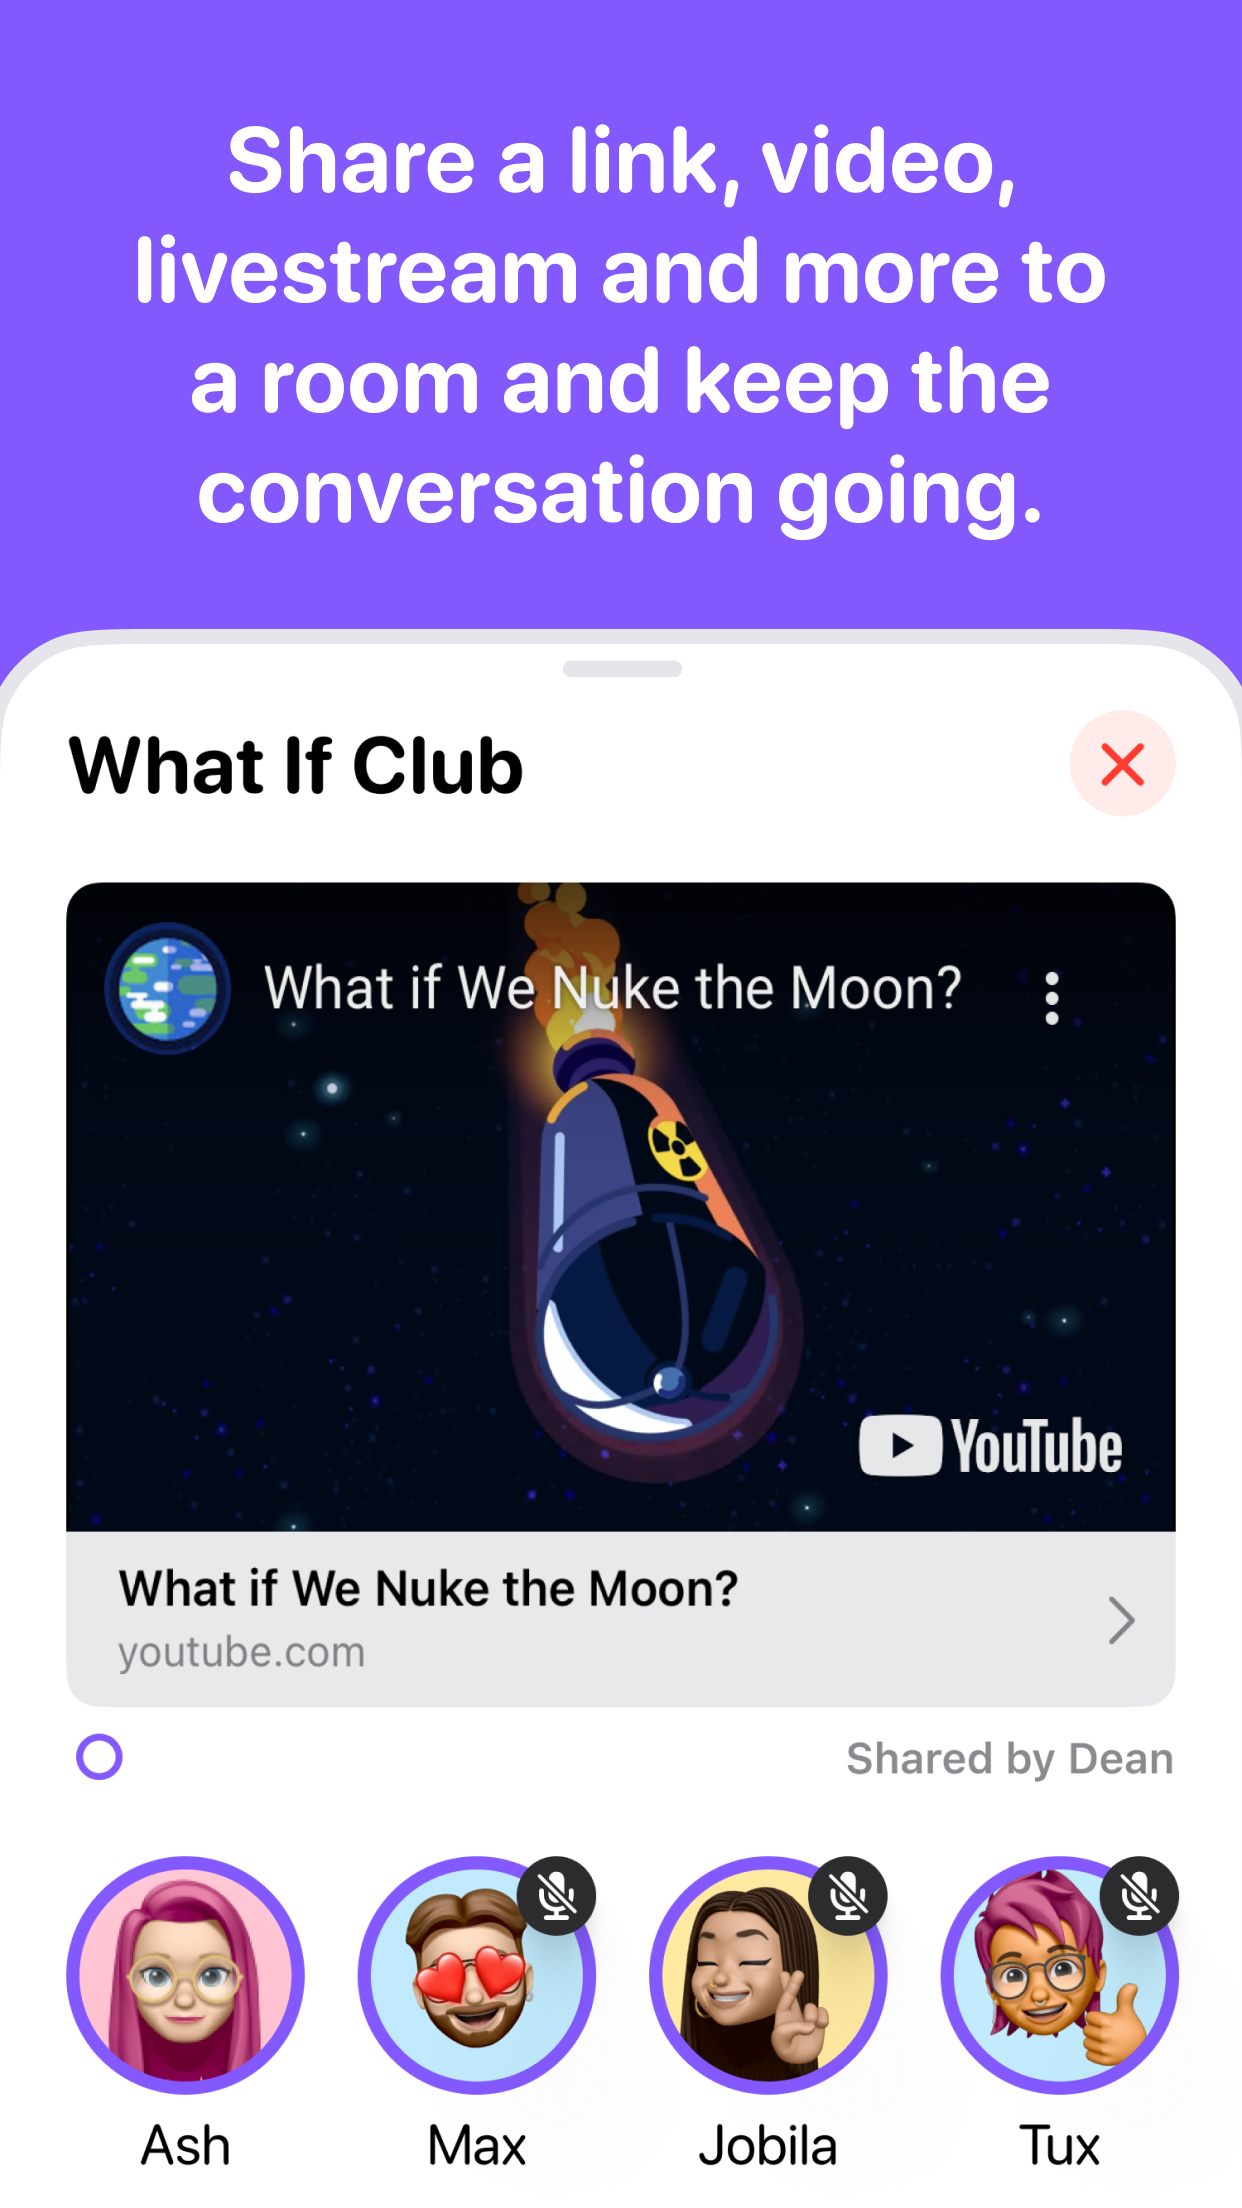 Share a link, video,
livestream and more to
a room and keep the
conversation going.
What If Club
What if We Nuke the Moon?
YouTube
What if We Nuke the Moon?
youtube.com
Shared by Dean
Ash
Max
Jobila
Tux